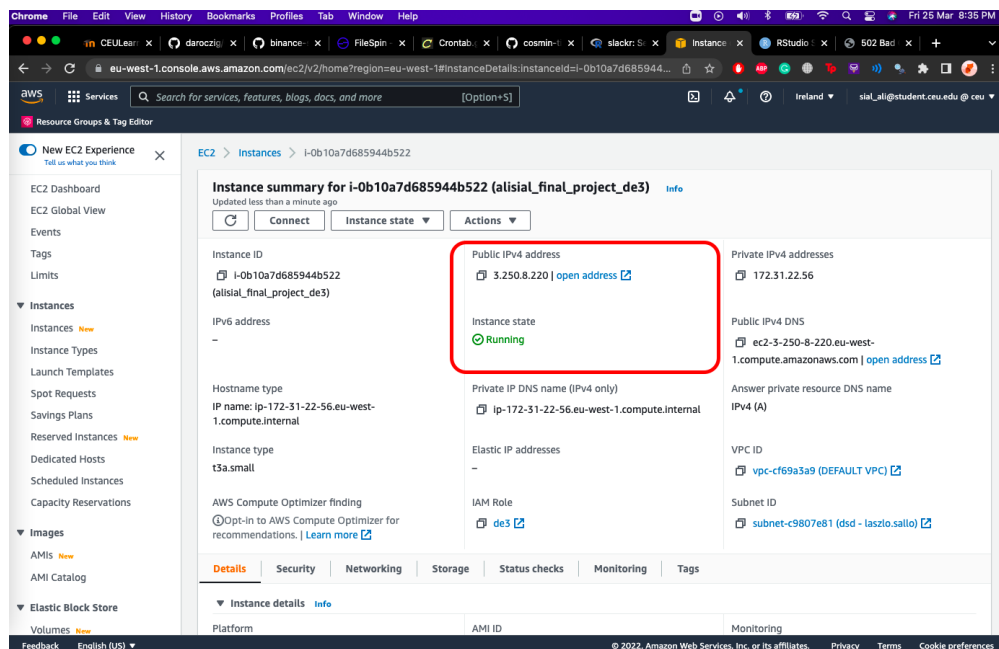 Chrome File Edit View History Bookmarks Profiles Tab Window Help Fri 25 Mar 8:35 PM
CEULearn daroczig/ binance- FileSpin - Crontab.g cosmin-ti slackr: Se Instance RStudio S 502 Bad
eu-west-1.console.aws.amazon.com/ec2/v2/home?region=eu-west-1#InstanceDetails:instanceId=i-0b10a7d685944...
aws Services Search for services, features, blogs, docs, and more [Option+S] Ireland ▼ sial_ali@student.ceu.edu @ ceu ▼
Resource Groups & Tag Editor
New EC2 Experience
Tell us what you think
EC2 > Instances > i-0b10a7d685944b522
EC2 Dashboard
EC2 Global View
Events
Tags
Limits
▼ Instances
Instances New
Instance Types
Launch Templates
Spot Requests
Savings Plans
Reserved Instances New
Dedicated Hosts
Scheduled Instances
Capacity Reservations
▼ Images
AMIs New
AMI Catalog
▼ Elastic Block Store
Volumes New
Instance summary for i-0b10a7d685944b522 (alisial_final_project_de3) Info
Updated less than a minute ago
Connect Instance state ▼ Actions ▼
Instance ID
i-0b10a7d685944b522
(alisial_final_project_de3)
Public IPv4 address
3.250.8.220 | open address
Private IPv4 addresses
172.31.22.56
IPv6 address
–
Instance state
Running
Public IPv4 DNS
ec2-3-250-8-220.eu-west-
1.compute.amazonaws.com | open address
Hostname type
IP name: ip-172-31-22-56.eu-west-
1.compute.internal
Private IP DNS name (IPv4 only)
ip-172-31-22-56.eu-west-1.compute.internal
Answer private resource DNS name
IPv4 (A)
Instance type
t3a.small
Elastic IP addresses
–
VPC ID
vpc-cf69a3a9 (DEFAULT VPC)
AWS Compute Optimizer finding
Opt-in to AWS Compute Optimizer for
recommendations. | Learn more
IAM Role
de3
Subnet ID
subnet-c9807e81 (dsd - laszlo.sallo)
Details Security Networking Storage Status checks Monitoring Tags
▼ Instance details Info
Platform AMI ID Monitoring
Feedback English (US) ▼ © 2022, Amazon Web Services, Inc. or its affiliates. Privacy Terms Cookie preferences